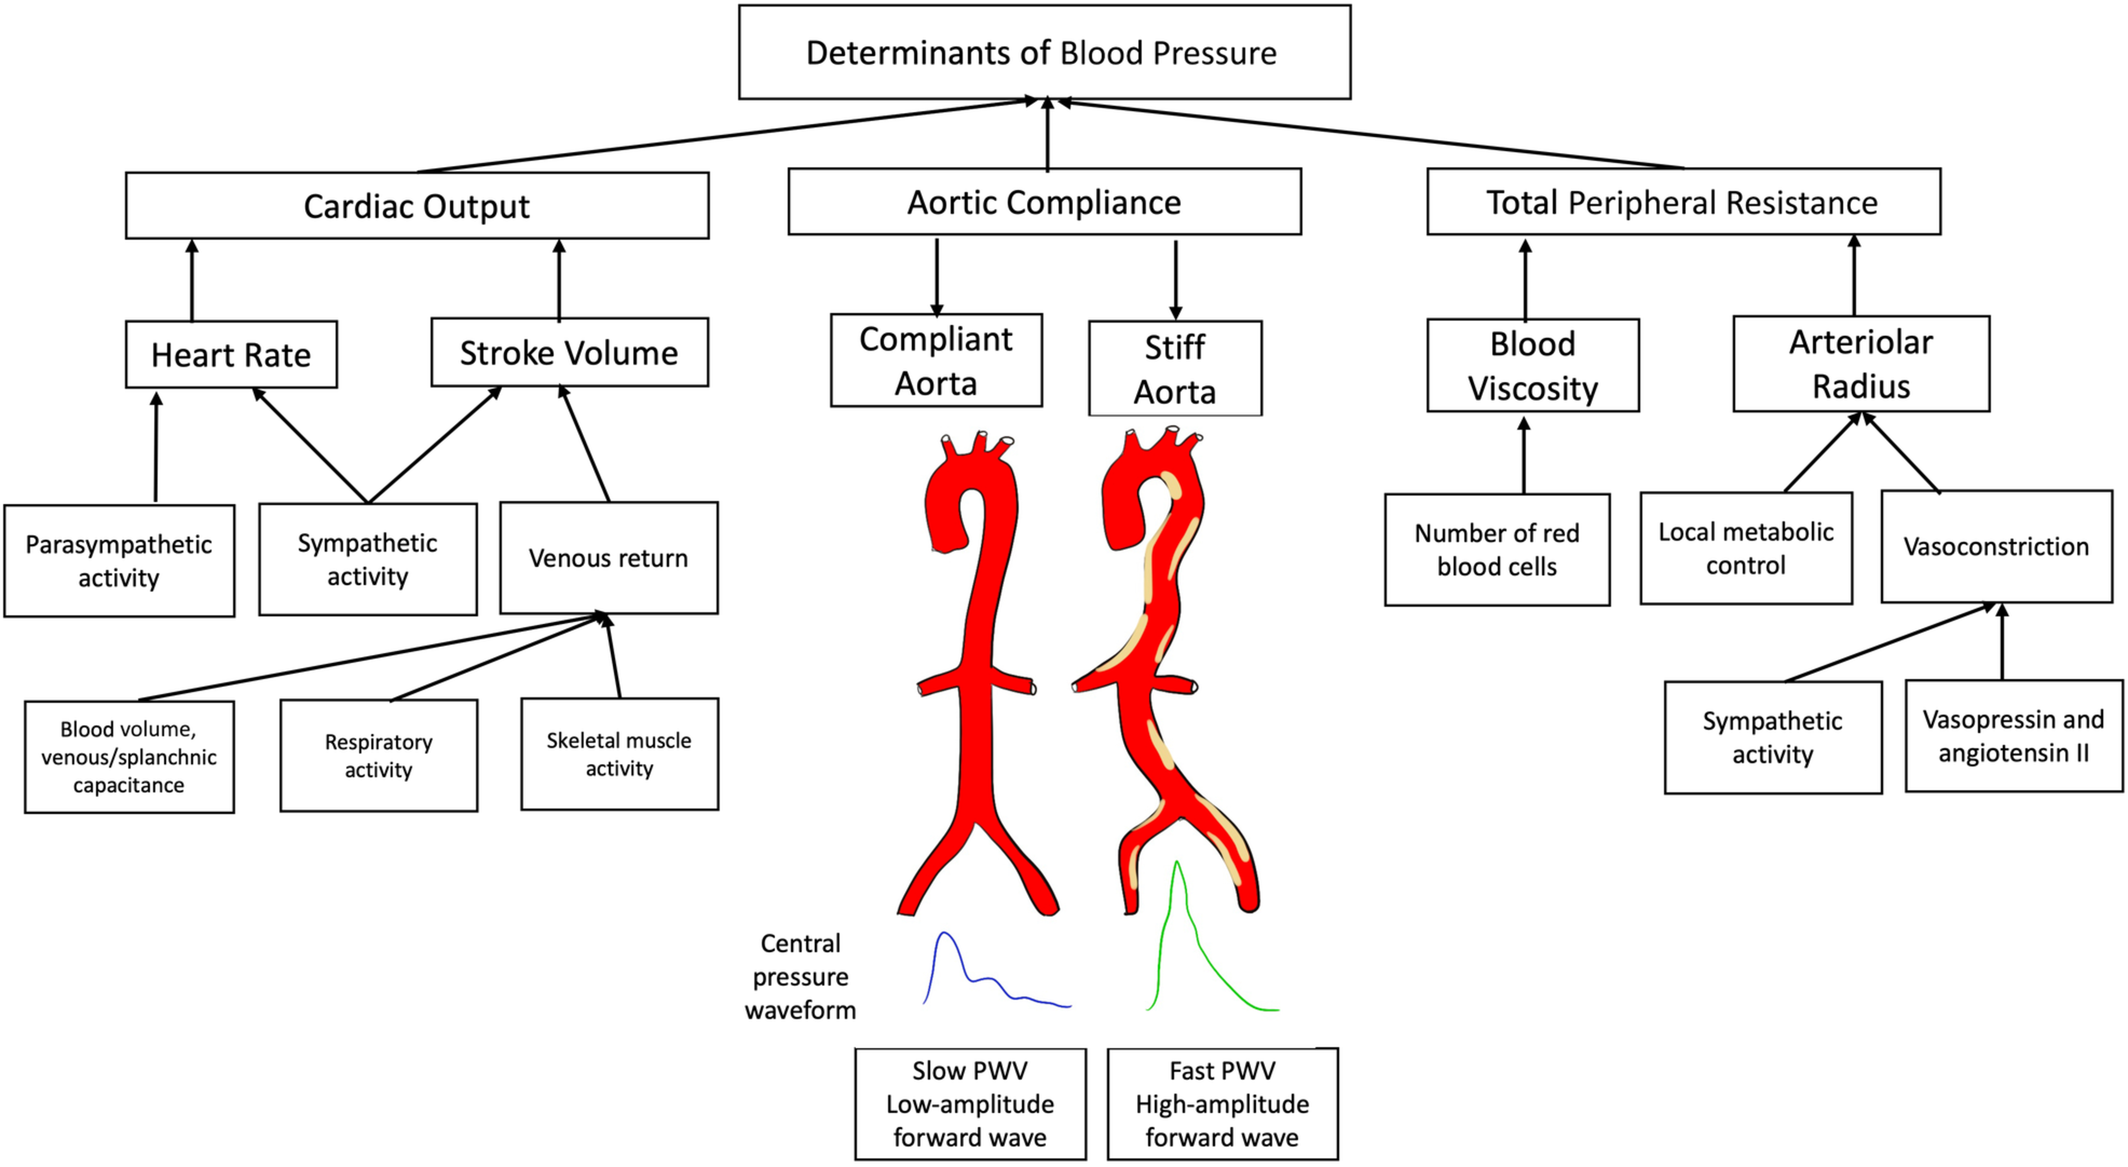 Determinants of Blood Pressure
Cardiac Output
Aortic Compliance
Total Peripheral Resistance
Heart Rate
Stroke Volume
Compliant
Aorta
Stiff
Aorta
Blood
Viscosity
Arteriolar
Radius
Parasympathetic
activity
Sympathetic
activity
Venous return
Number of red
blood cells
Local metabolic
control
Vasoconstriction
Blood volume,
venous/splanchnic
capacitance
Respiratory
activity
Skeletal muscle
activity
Sympathetic
activity
Vasopressin and
angiotensin II
Central
pressure
waveform
Slow PWV
Low-amplitude
forward wave
Fast PWV
High-amplitude
forward wave